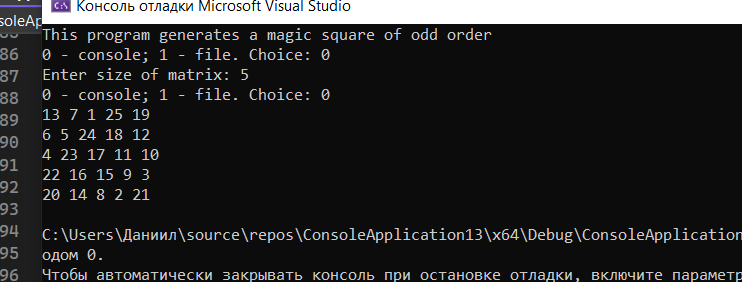 Консоль отладки Microsoft Visual Studio
soleAp
86
87
88
89
90
91
92
93
94
95
96
This program generates a magic square of odd order
0 - console; 1 - file. Choice: 0
Enter size of matrix: 5
0 - console; 1 - file. Choice: 0
13 7 1 25 19
6 5 24 18 12
4 23 17 11 10
22 16 15 9 3
20 14 8 2 21
C:\Users\Даниил\source\repos\ConsoleApplication13\x64\Debug\ConsoleApplication
одом 0.
Чтобы автоматически закрывать консоль при остановке отладки, включите параметр